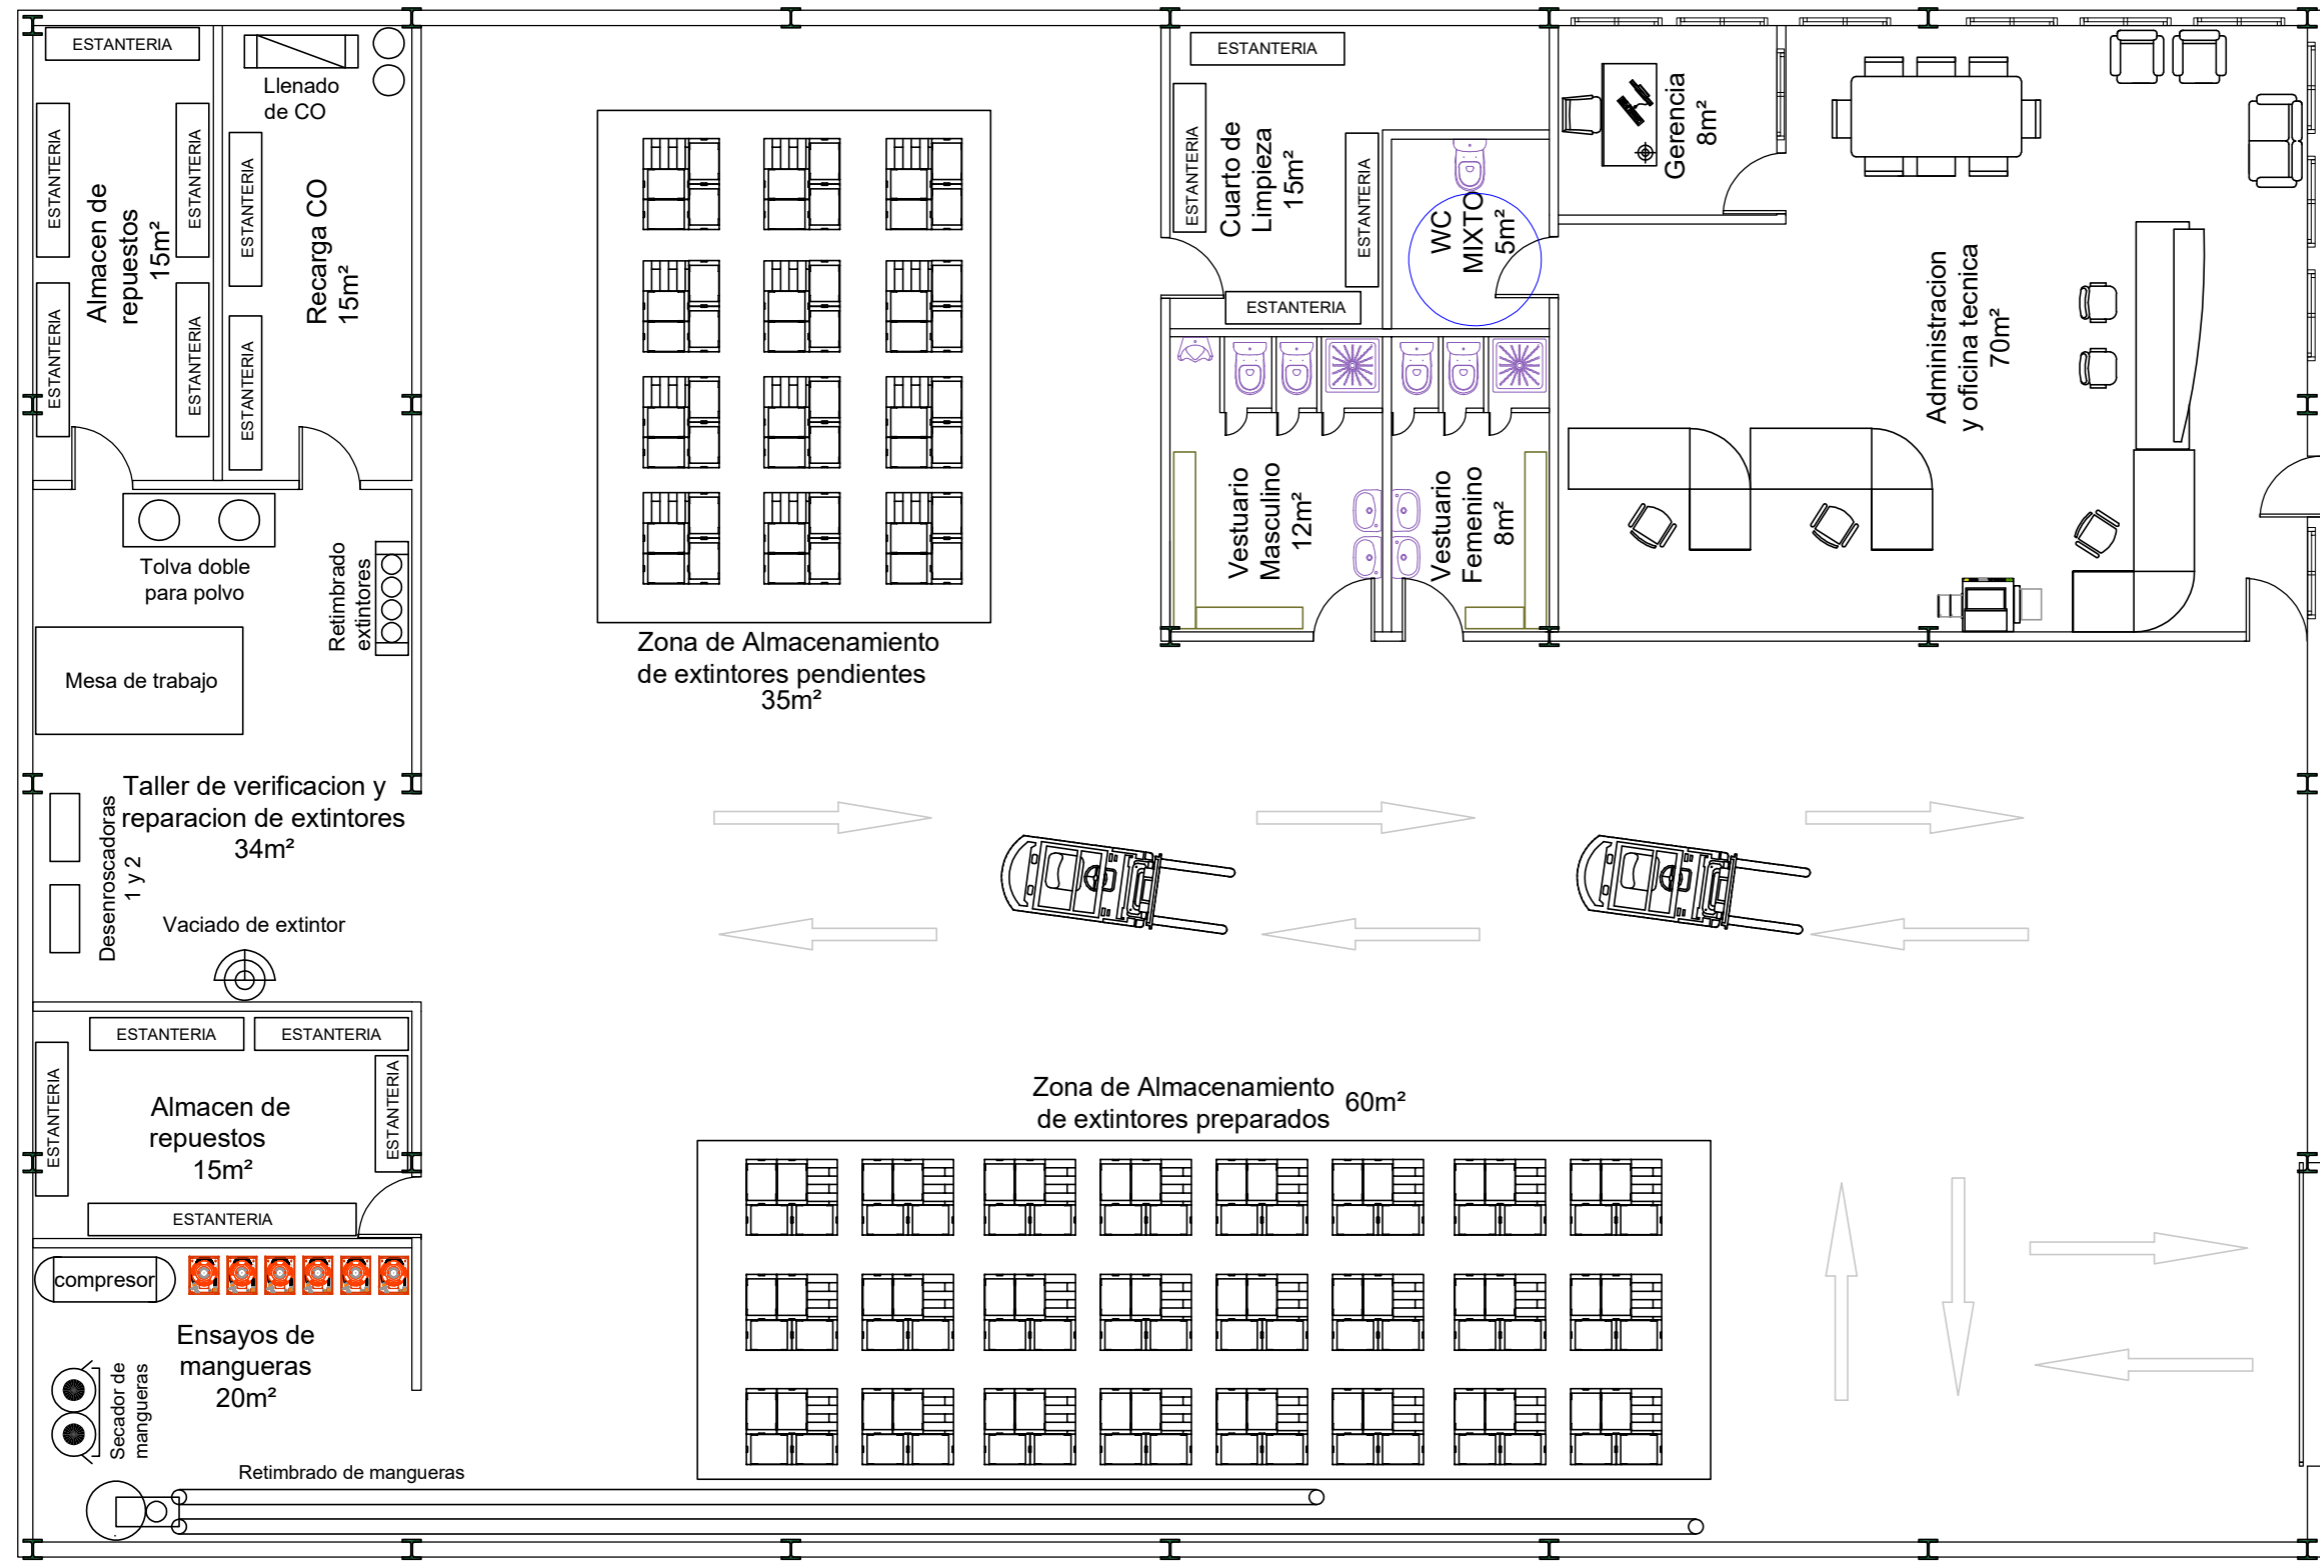 ESTANTERIA
ESTANTERIA
ESTANTERIA
ESTANTERIA
ESTANTERIA
Almacen de
repuestos
15m²
Llenado
de CO
ESTANTERIA
ESTANTERIA
Recarga CO
15m²
Tolva doble
para polvo
Retimbrado
extintores
Mesa de trabajo
Taller de verificacion y
reparacion de extintores
34m²
Desenroscadoras
1 y 2
Vaciado de extintor
ESTANTERIA
ESTANTERIA
ESTANTERIA
ESTANTERIA
Almacen de
repuestos
15m²
ESTANTERIA
compresor
Ensayos de
mangueras
20m²
Secador de
mangueras
Retimbrado de mangueras
Zona de Almacenamiento
de extintores pendientes
35m²
Zona de Almacenamiento
de extintores preparados
60m²
ESTANTERIA
ESTANTERIA
Cuarto de
Limpieza
15m²
ESTANTERIA
ESTANTERIA
WC
MIXTO
5m²
Vestuario
Masculino
12m²
Vestuario
Femenino
8m²
Gerencia
8m²
Administracion
y oficina tecnica
70m²